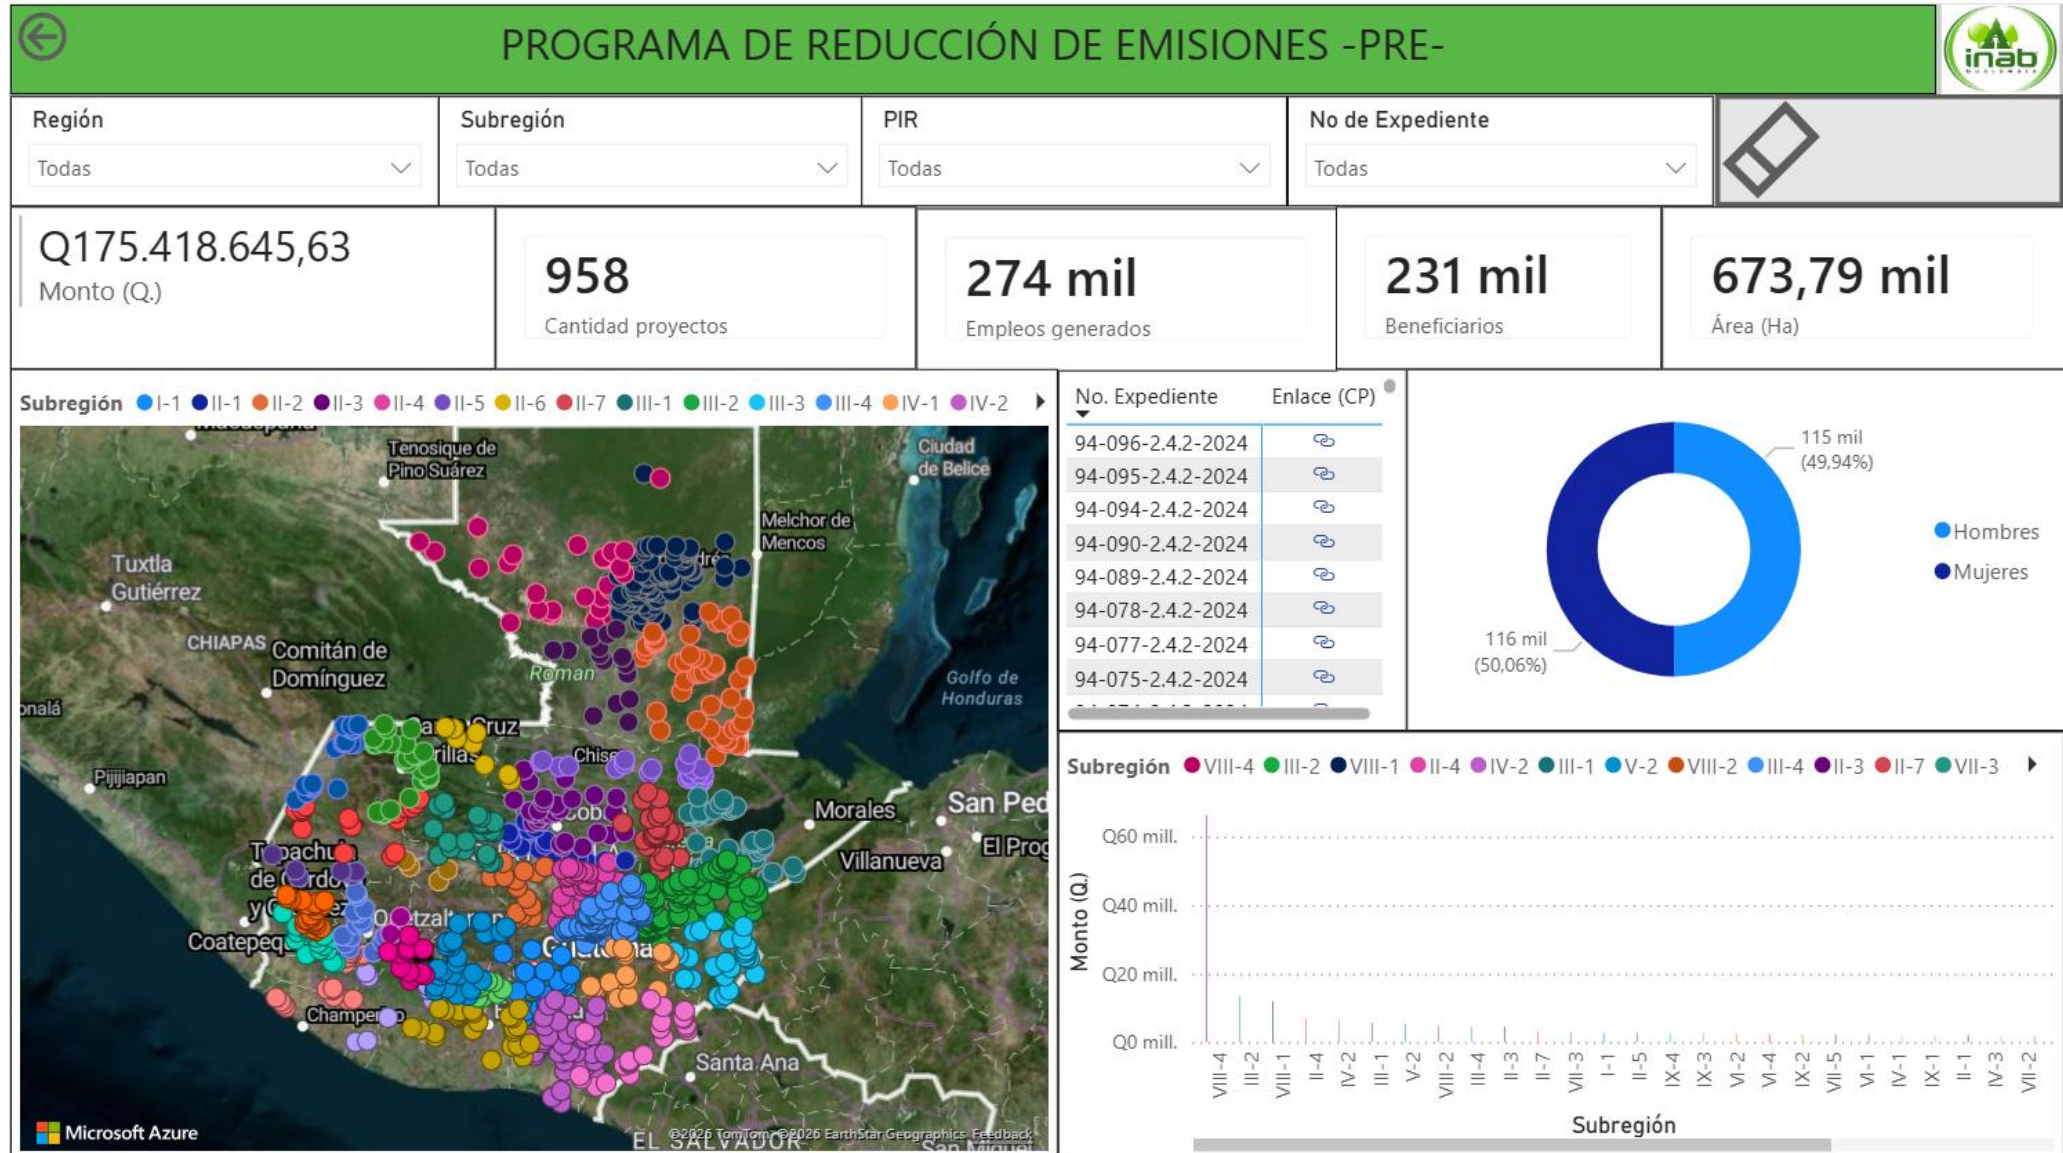 PROGRAMA DE REDUCCIÓN DE EMISIONES -PRE-
inab
Región
Todas
Subregión
Todas
PIR
Todas
No de Expediente
Todas
Q175.418.645,63
Monto (Q.)
958
Cantidad proyectos
274 mil
Empleos generados
231 mil
Beneficiarios
673,79 mil
Área (Ha)
Subregión I-1 II-1 II-2 II-3 II-4 II-5 II-6 II-7 III-1 III-2 III-3 III-4 IV-1 IV-2
Tenosique de
Pino Suárez
Ciudad
de Belice
Melchor de
Mencos
Tuxtla
Gutiérrez
CHIAPAS
Comitán de
Domínguez
Roman
Golfo de
Honduras
Pijijiapan
Morales
San Ped
El Prog
Villanueva
Santa Ana
EL SALVADOR
Microsoft Azure
©2026 TomTom, ©2026 EarthStar Geographics Feedback
No. Expediente Enlace (CP)
94-096-2.4.2-2024
94-095-2.4.2-2024
94-094-2.4.2-2024
94-090-2.4.2-2024
94-089-2.4.2-2024
94-078-2.4.2-2024
94-077-2.4.2-2024
94-075-2.4.2-2024
115 mil
(49,94%)
116 mil
(50,06%)
Hombres
Mujeres
Subregión VIII-4 III-2 VIII-1 II-4 IV-2 III-1 V-2 VIII-2 III-4 II-3 II-7 VII-3
Monto (Q.)
Q60 mill.
Q40 mill.
Q20 mill.
Q0 mill.
VIII-4 III-2 VIII-1 II-4 IV-2 III-1 V-2 VIII-2 III-4 II-3 II-7 VII-3 I-1 II-5 IX-4 IX-3 VI-2 VI-4 IX-2 VII-5 VI-1 IV-1 IX-1 II-1 IV-3 VII-2
Subregión